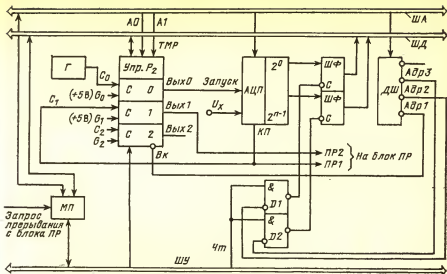 ША
ШД
А0 А1
ТМР
Упр. Р2
Г
С0
С 0
Вых0
Запуск
АЦП
2⁰
2ⁿ⁻¹
КП
ШФ
С
ШФ
С
ДШ
Адр3
Адр2
Адр1
(+5В) G0
С1
С 1
Вых1
(+5В) G1
С2
G2
С 2
Вых2
Вк
Uх
ПР2
ПР1
На блок ПР
&
D1
&
D2
МП
Запрос
прерывания
с блока ПР
Чт
ШУ